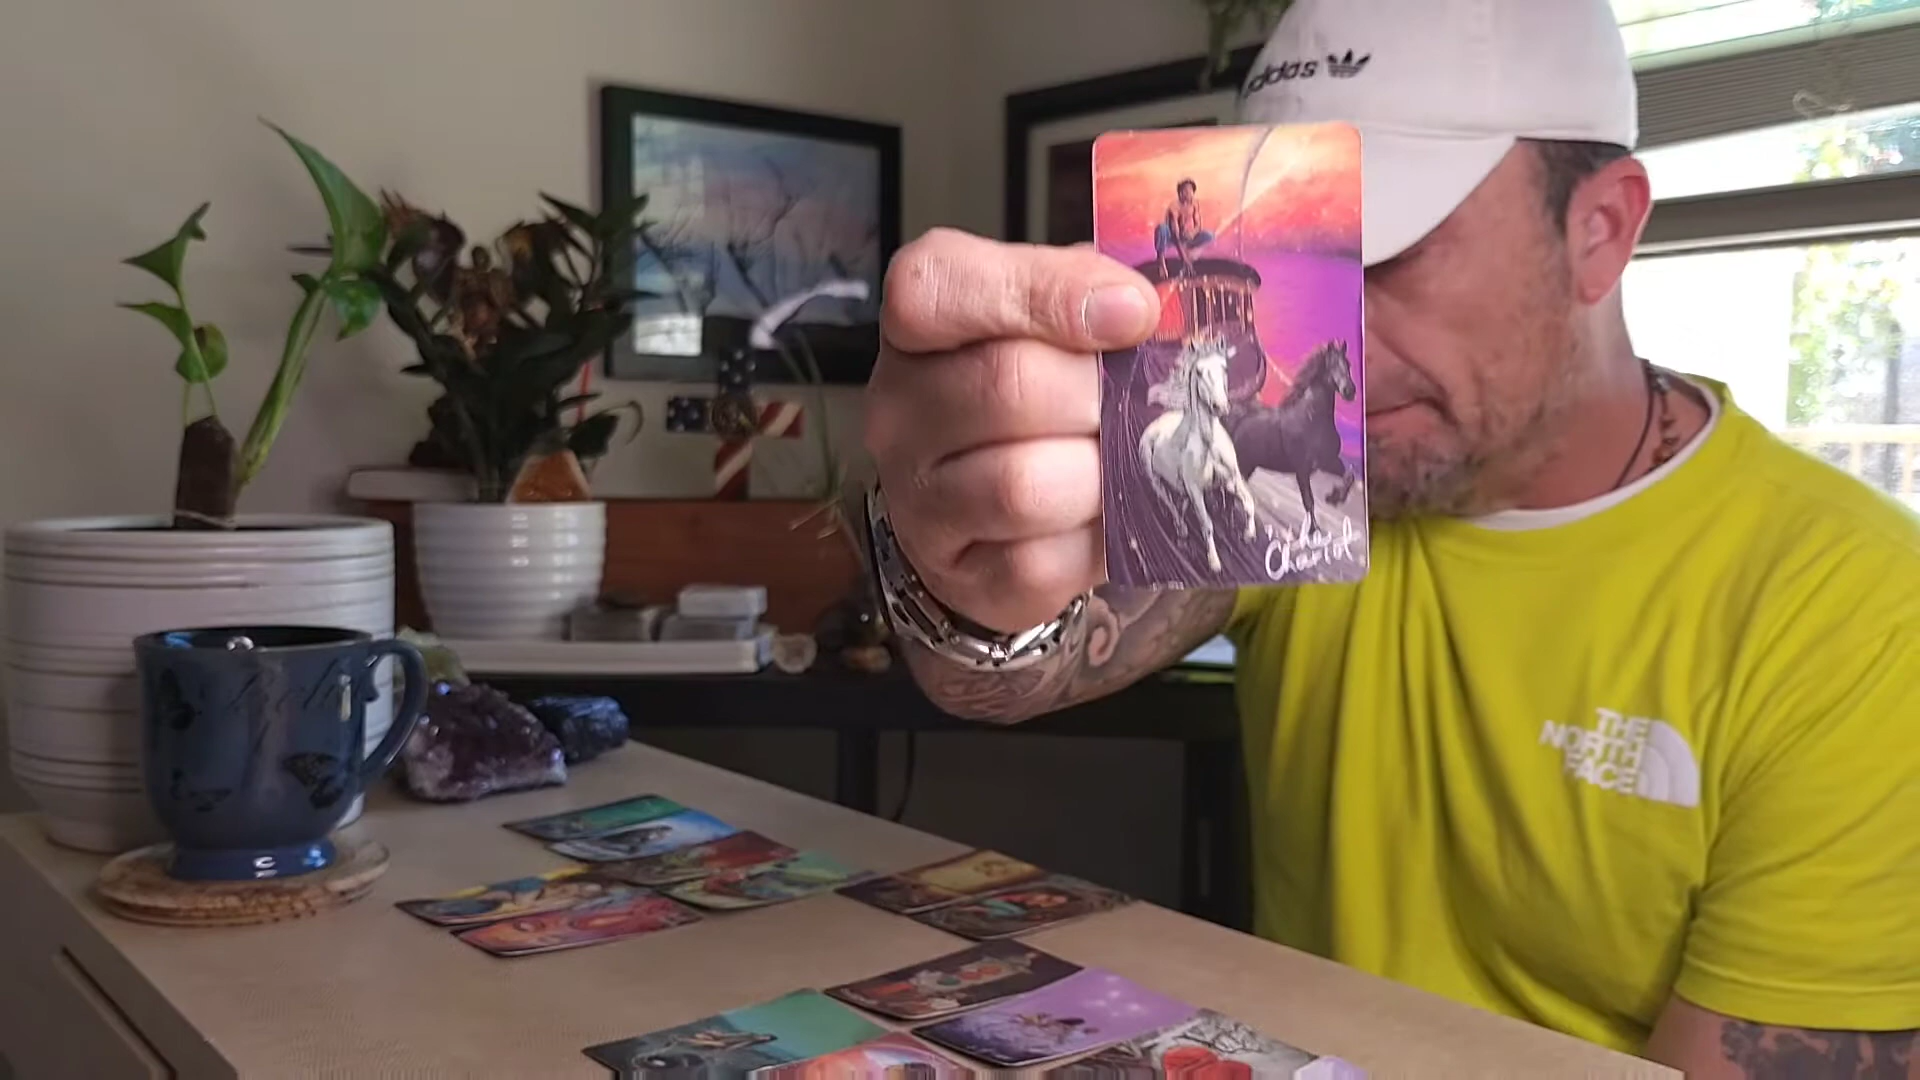 adidas
The
Chariot
THE
NORTH
FACE